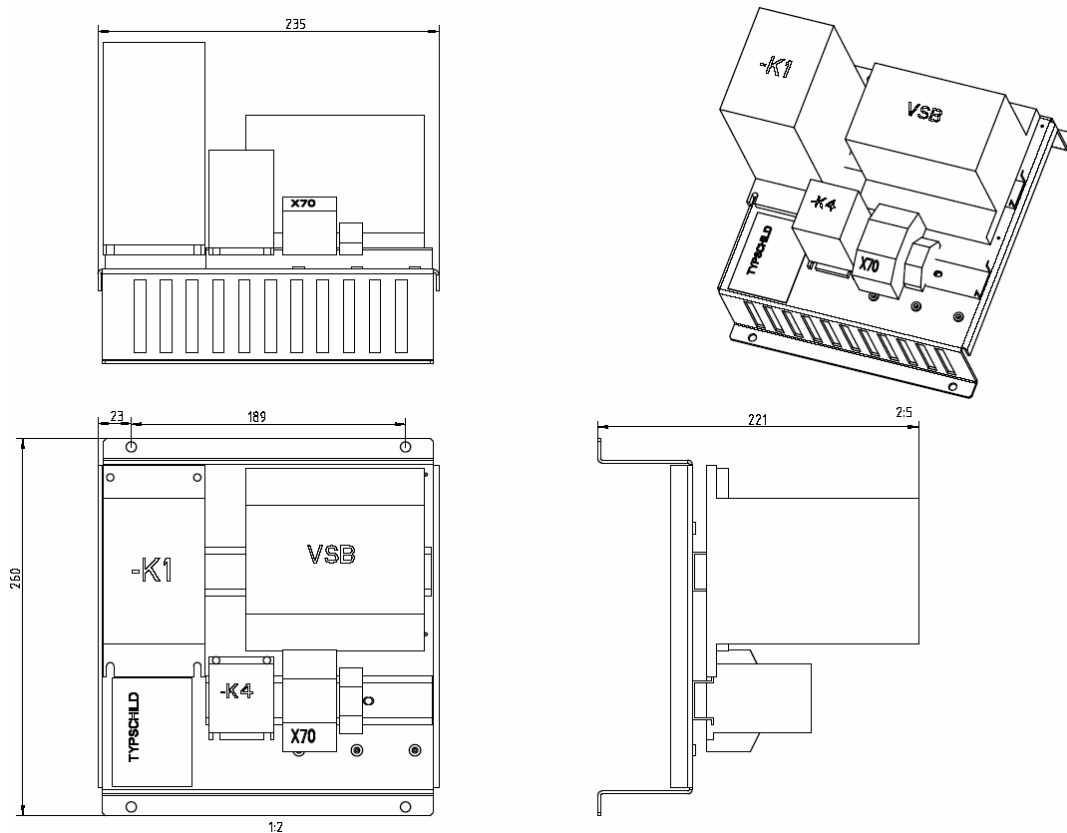 235
X70
-K1
VSB
-K4
X70
TYPSCHILD
23
189
260
-K1
VSB
-K4
X70
TYPSCHILD
1:2
221
2:5